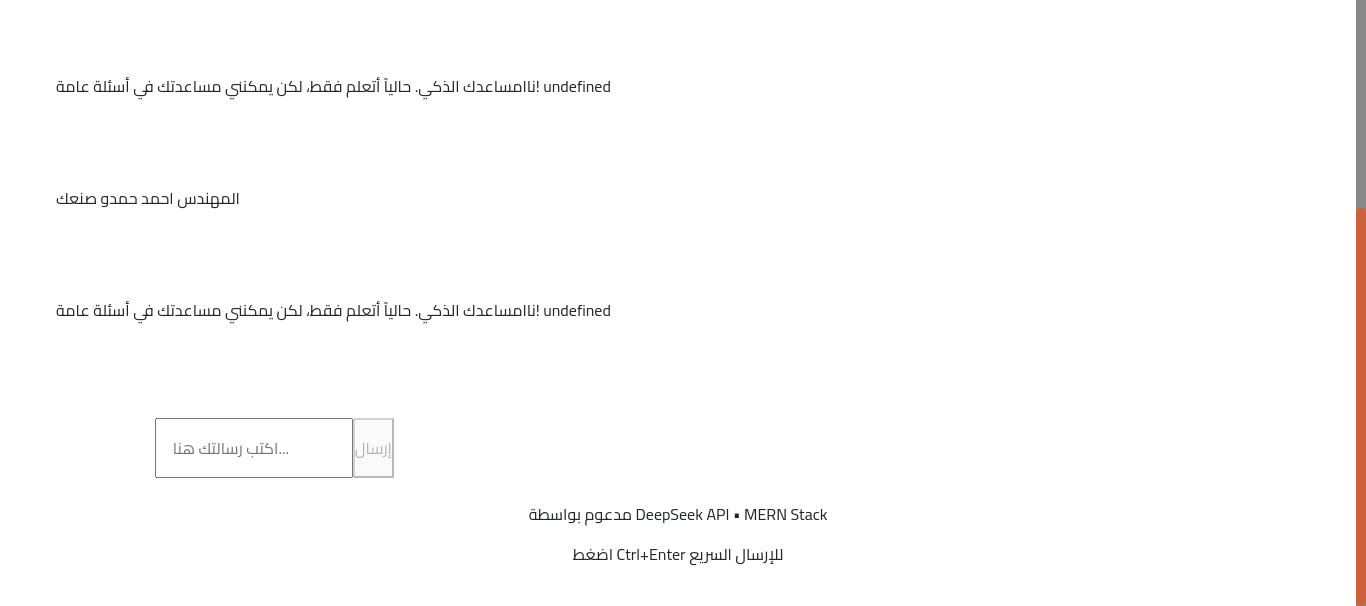 ناامساعدك الذكي. حالياً أتعلم فقط، لكن يمكنني مساعدتك في أسئلة عامة! undefined
المهندس احمد حمدو صنعك
ناامساعدك الذكي. حالياً أتعلم فقط، لكن يمكنني مساعدتك في أسئلة عامة! undefined
اكتب رسالتك هنا...
إرسال
مدعوم بواسطة DeepSeek API • MERN Stack
اضغط Ctrl+Enter للإرسال السريع